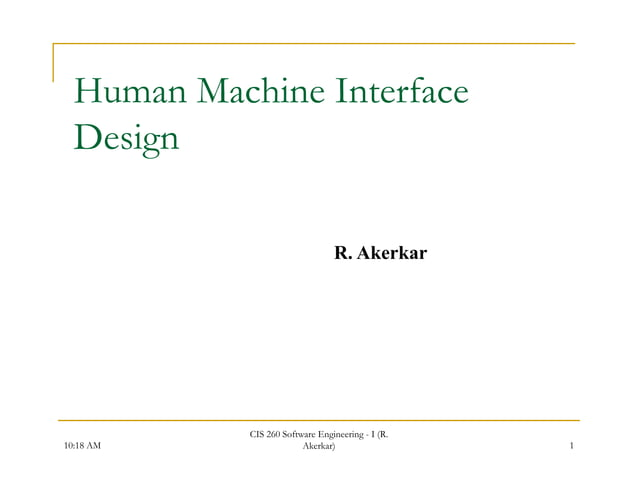 Human Machine Interface
Design
R. Akerkar
10:18 AM
CIS 260 Software Engineering - I (R.
Akerkar)
1